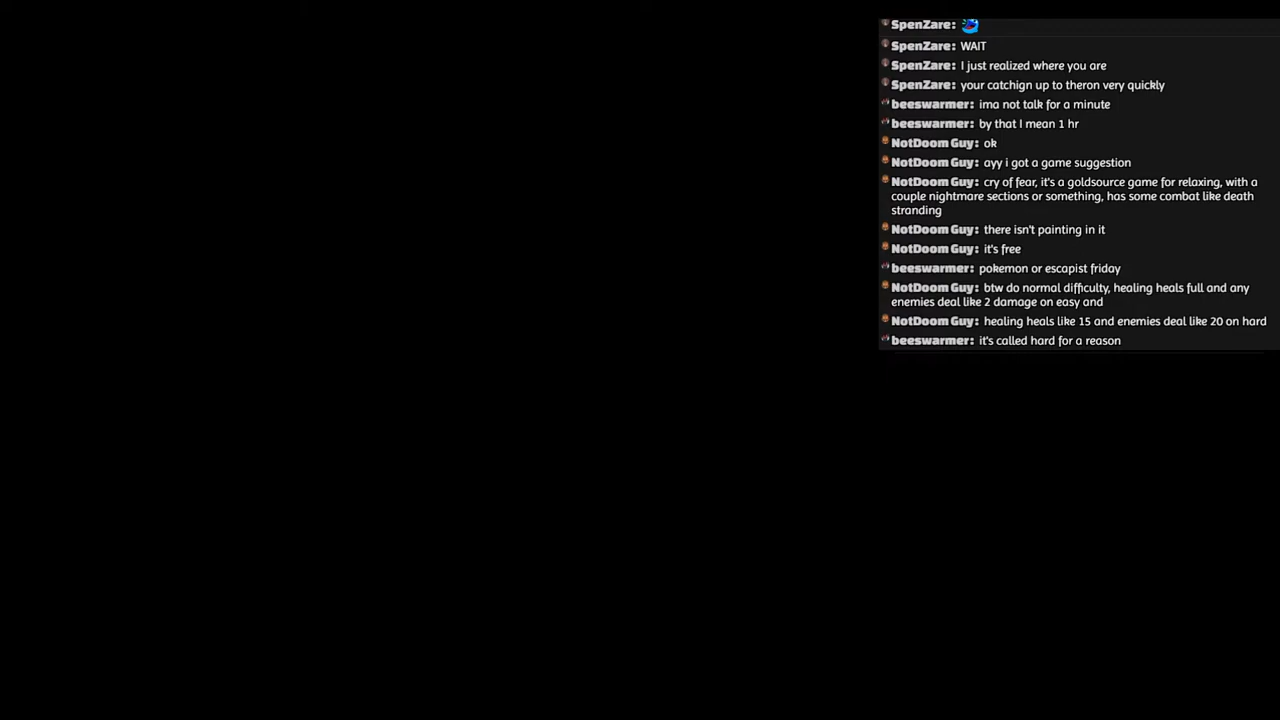 SpenZare:
SpenZare: WAIT
SpenZare: I just realized where you are
SpenZare: your catchign up to theron very quickly
beeswarmer: ima not talk for a minute
beeswarmer: by that I mean 1 hr
NotDoom Guy: ok
NotDoom Guy: ayy i got a game suggestion
NotDoom Guy: cry of fear, it's a goldsource game for relaxing, with a
couple nightmare sections or something, has some combat like death
stranding
NotDoom Guy: there isn't painting in it
NotDoom Guy: it's free
beeswarmer: pokemon or escapist friday
NotDoom Guy: btw do normal difficulty, healing heals full and any
enemies deal like 2 damage on easy and
NotDoom Guy: healing heals like 15 and enemies deal like 20 on hard
beeswarmer: it's called hard for a reason